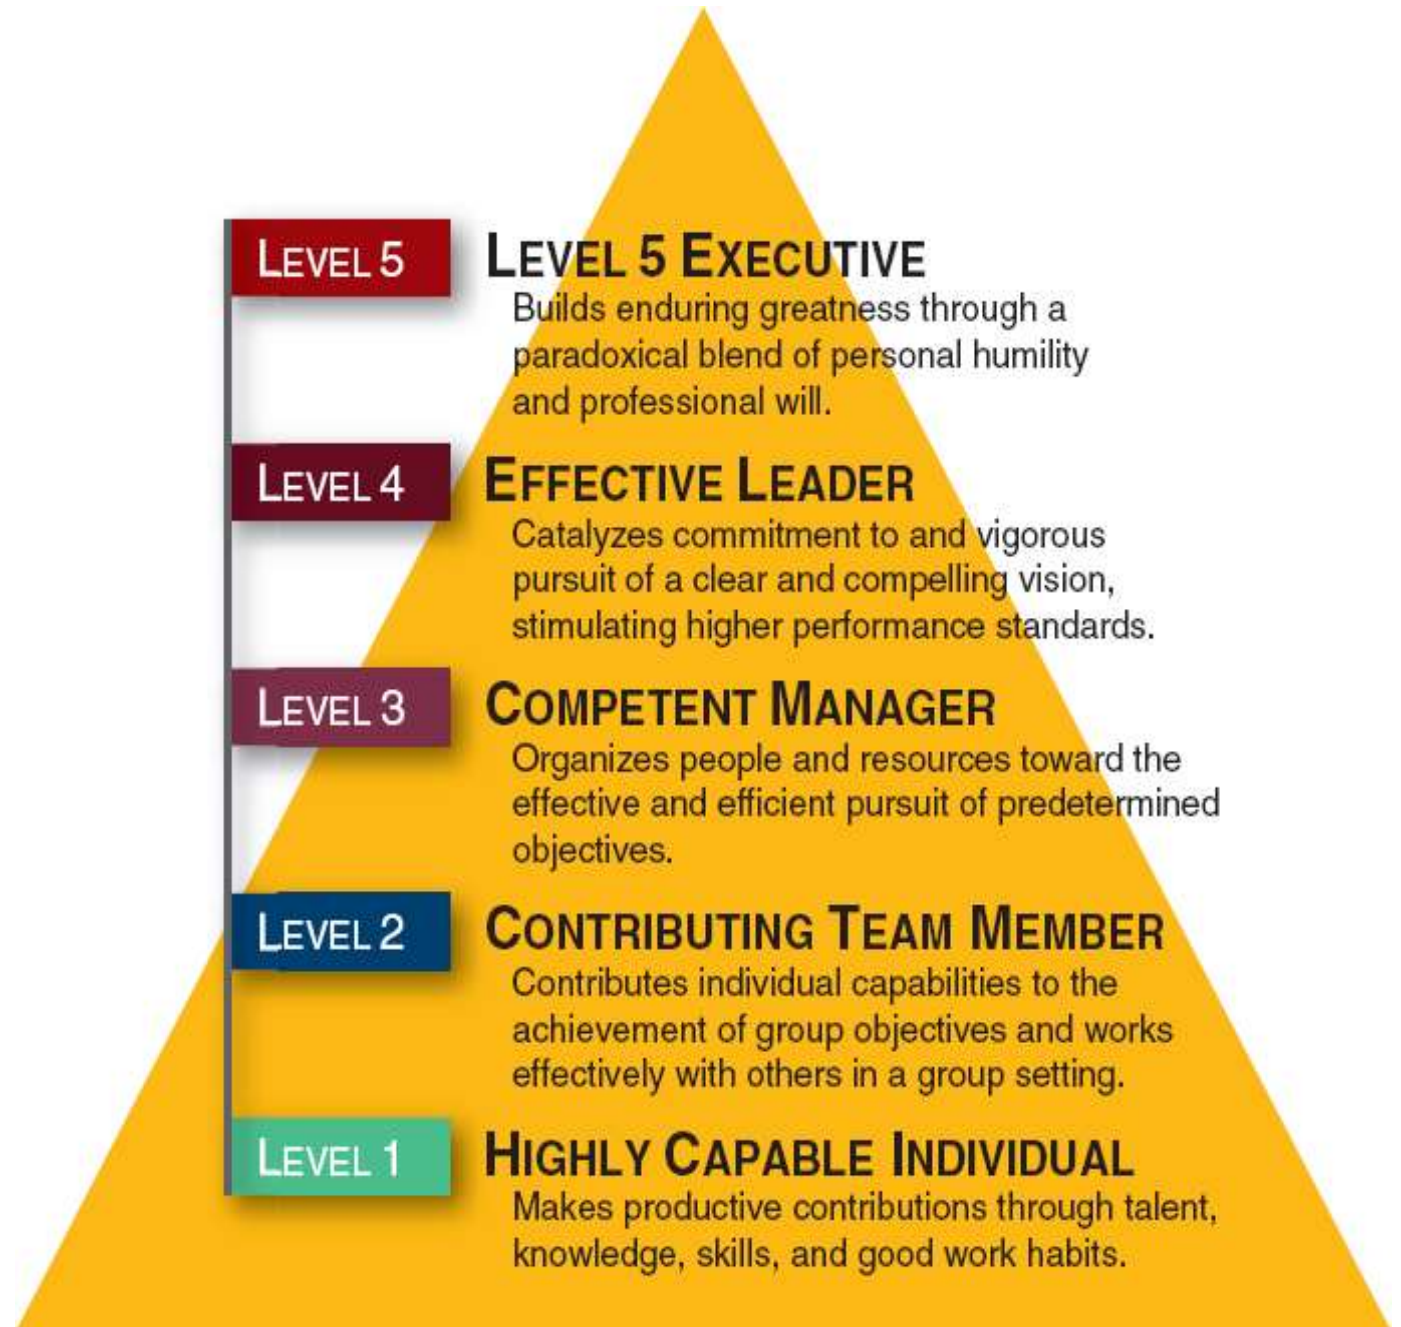 LEVEL 5
LEVEL 5 EXECUTIVE
Builds enduring greatness through a
paradoxical blend of personal humility
and professional will.
LEVEL 4
EFFECTIVE LEADER
Catalyzes commitment to and vigorous
pursuit of a clear and compelling vision,
stimulating higher performance standards.
LEVEL 3
COMPETENT MANAGER
Organizes people and resources toward the
effective and efficient pursuit of predetermined
objectives.
LEVEL 2
CONTRIBUTING TEAM MEMBER
Contributes individual capabilities to the
achievement of group objectives and works
effectively with others in a group setting.
LEVEL 1
HIGHLY CAPABLE INDIVIDUAL
Makes productive contributions through talent,
knowledge, skills, and good work habits.